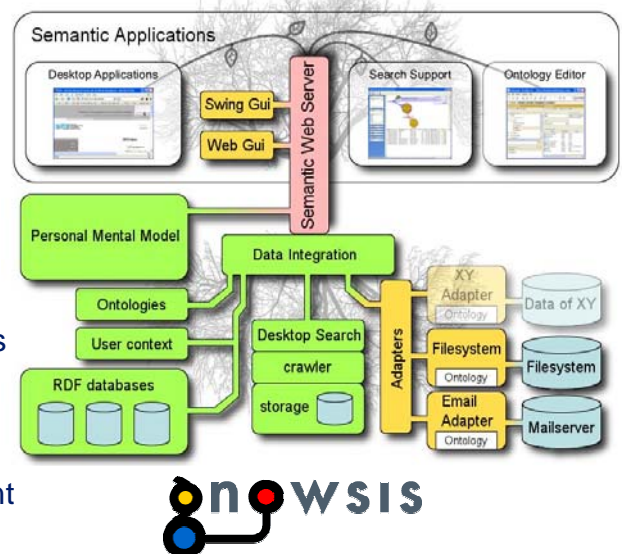 Semantic Applications
Desktop Applications
Swing Gui
Web Gui
Semantic Web Server
Search Support
Ontology Editor
Personal Mental Model
Data Integration
Ontologies
User context
RDF databases
Desktop Search
crawler
storage
Adapters
XY
Adapter
Ontology
Data of XY
Filesystem
Ontology
Filesystem
Email
Adapter
Ontology
Mailserver
s
nt
gnowsis